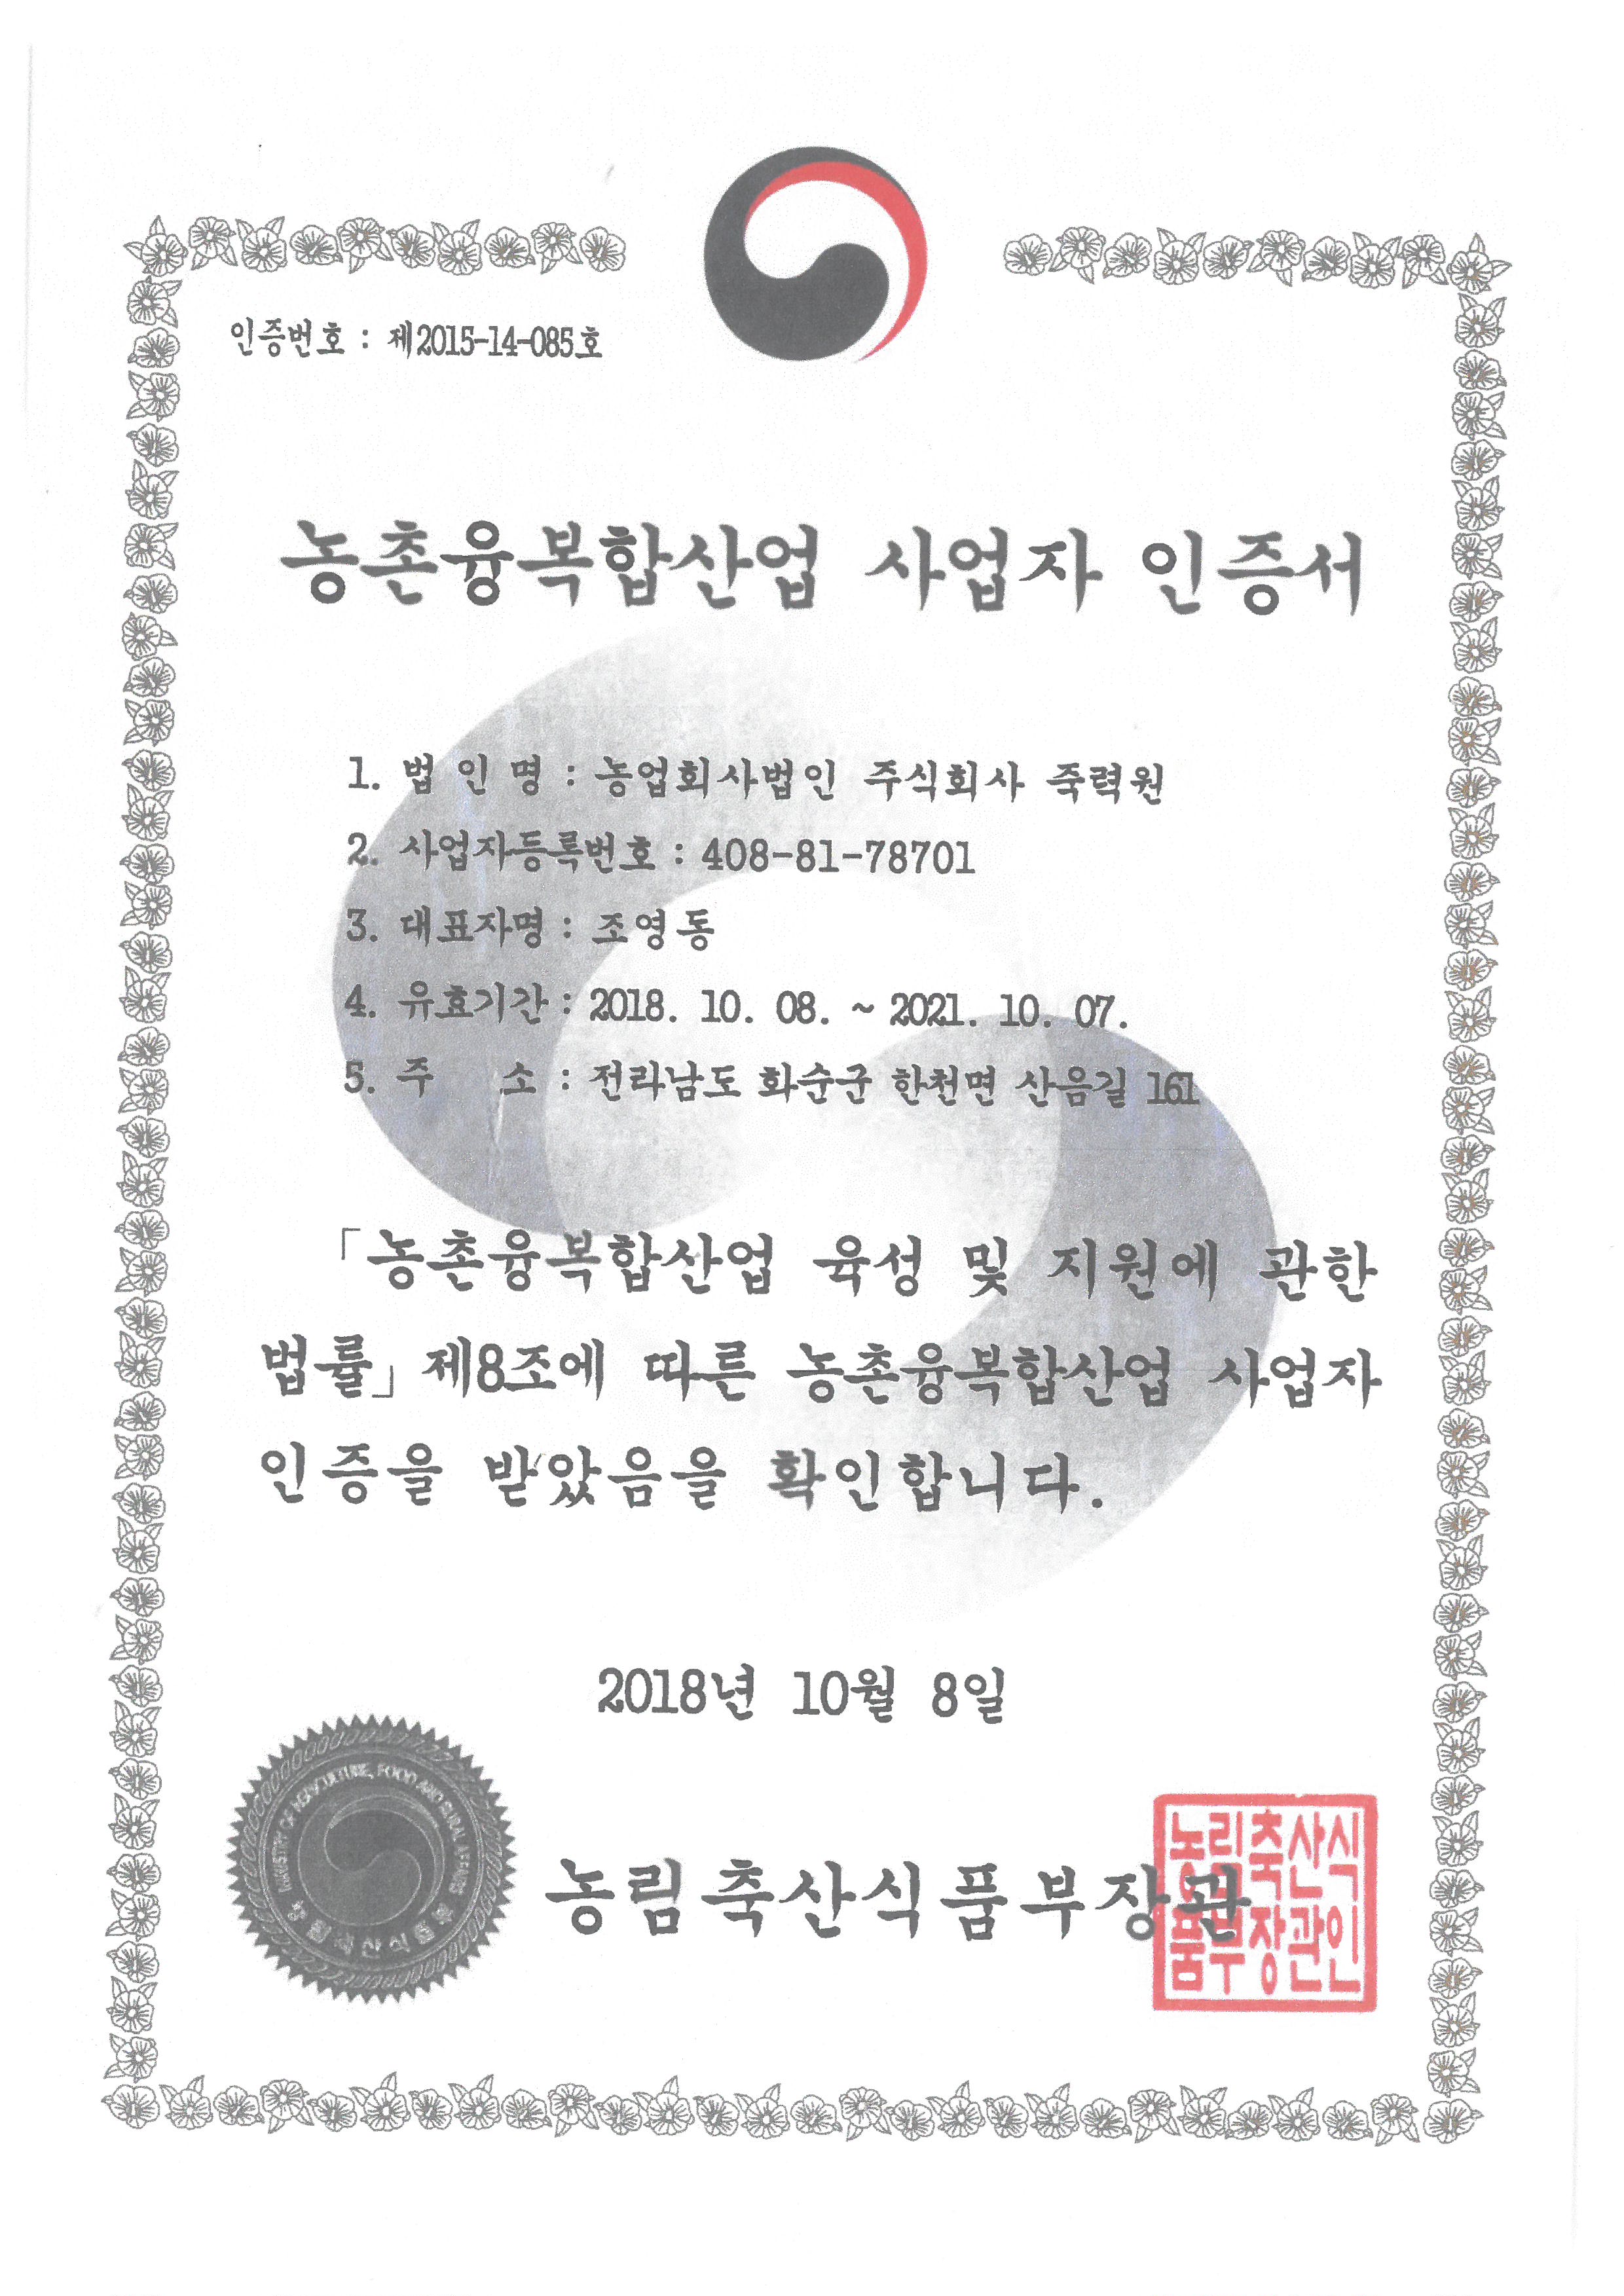 인증번호 : 제2015-14-085호
농촌융복합산업 사업자 인증서
1. 법 인 명 : 농업회사법인 주식회사 죽력원
2. 사업자등록번호 : 408-81-78701
3. 대표자명 : 조영동
4. 유효기간 : 2018. 10. 08. ~ 2021. 10. 07.
5. 주 소 : 전라남도 화순군 한천면 산음길 161
「농촌융복합산업 육성 및 지원에 관한
법률」제8조에 따른 농촌융복합산업 사업자
인증을 받았음을 확인합니다.
2018년 10월 8일
MINISTRY OF AGRICULTURE, FOOD AND RURAL AFFAIRS
농림축산식품부
농림축산식품부장관
농림축산식
품부장관인